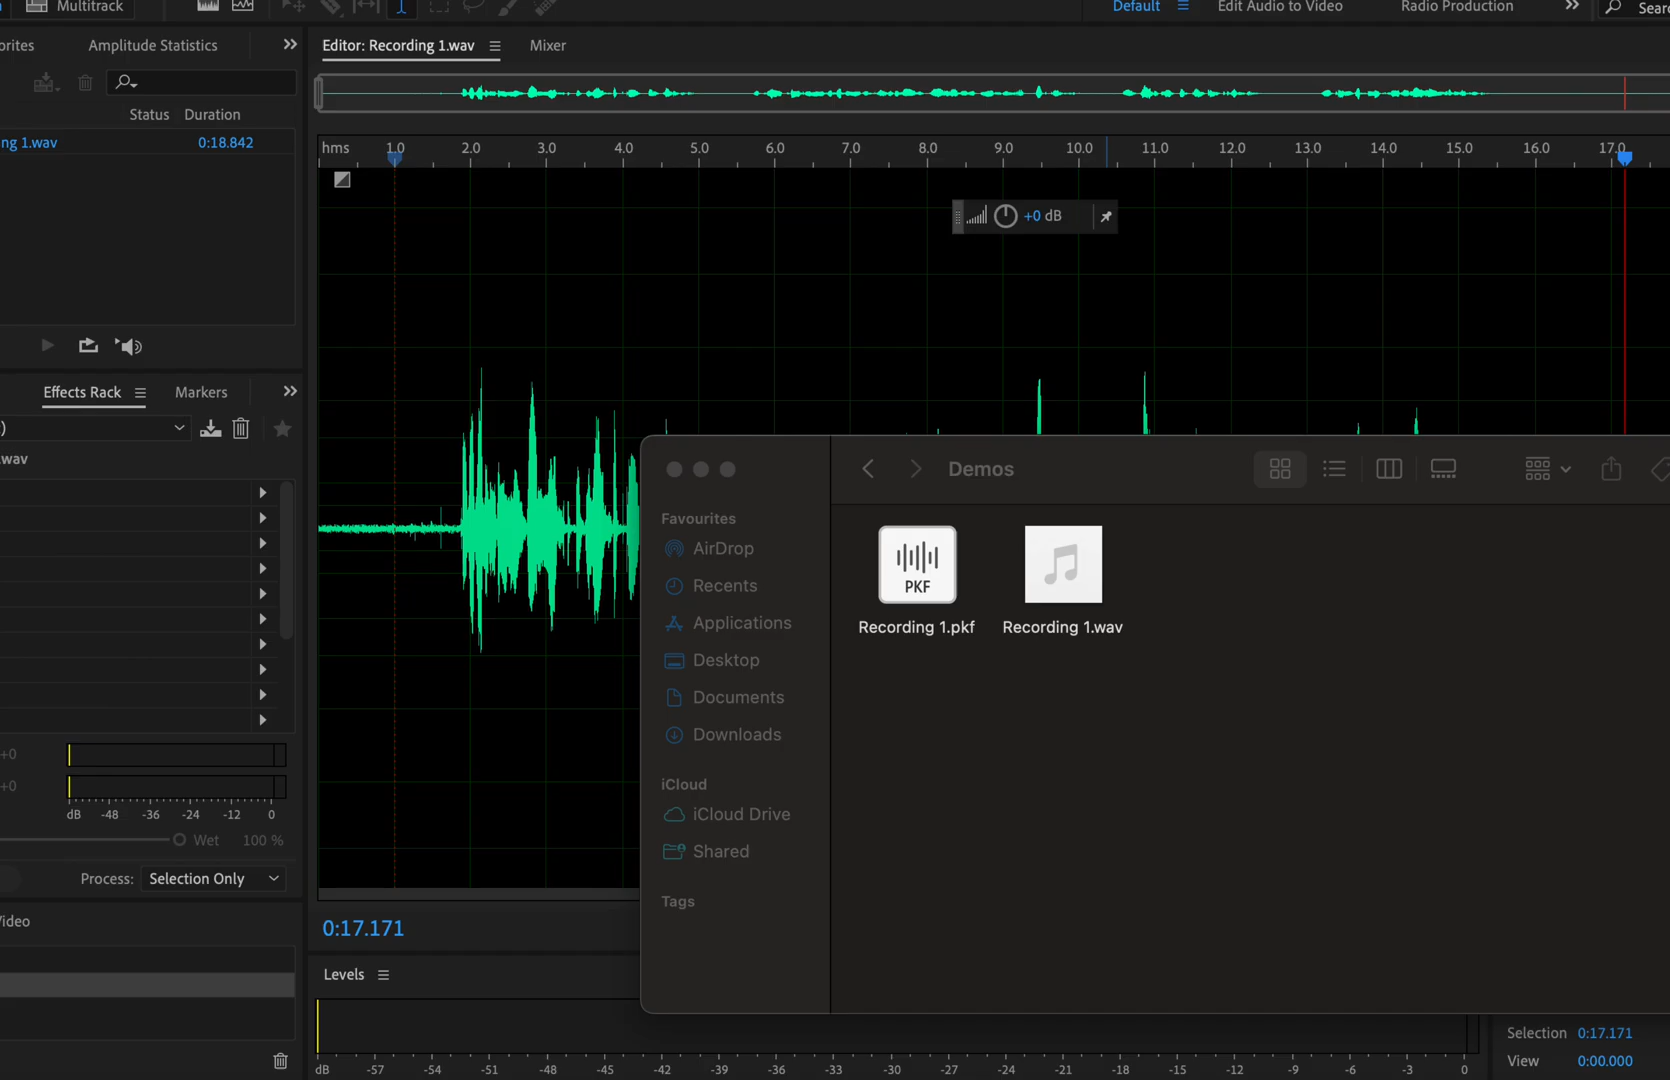 Multitrack
Default
Edit Audio to Video
Radio Production
Sear
orites
Amplitude Statistics
Editor: Recording 1.wav
Mixer
Status Duration
ng 1.wav 0:18.842
hms 1.0 2.0 3.0 4.0 5.0 6.0 7.0 8.0 9.0 10.0 11.0 12.0 13.0 14.0 15.0 16.0 17.0
+0 dB
Effects Rack
Markers
)
.wav
+0
+0
dB -48 -36 -24 -12 0
Wet 100 %
Process: Selection Only
Video
Demos
Favourites
AirDrop
Recents
Applications
Desktop
Documents
Downloads
iCloud
iCloud Drive
Shared
Tags
PKF
Recording 1.pkf
Recording 1.wav
0:17.171
Levels
dB -57 -54 -51 -48 -45 -42 -39 -36 -33 -30 -27 -24 -21 -18 -15 -12 -9 -6 -3 0
Selection 0:17.171
View 0:00.000